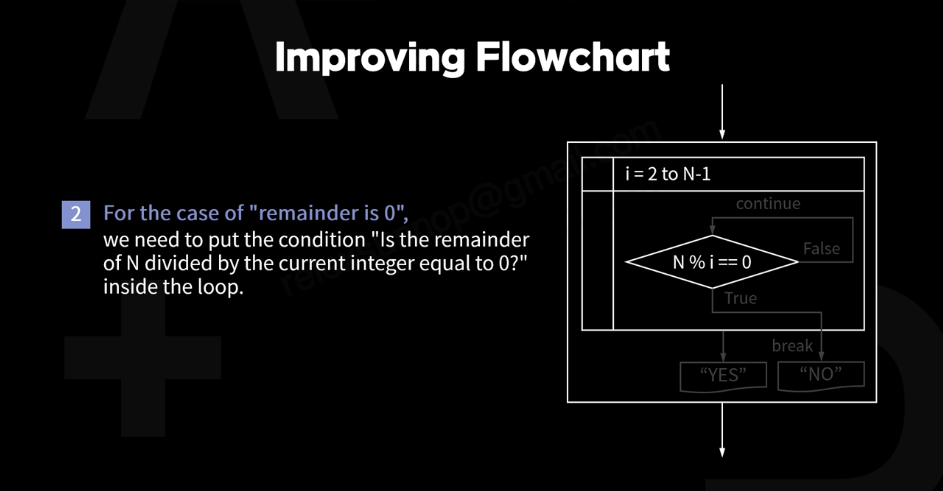 Improving Flowchart
2 For the case of "remainder is 0",
we need to put the condition "Is the remainder
of N divided by the current integer equal to 0?"
inside the loop.
i = 2 to N-1
continue
False
N % i == 0
True
break
“YES”
“NO”